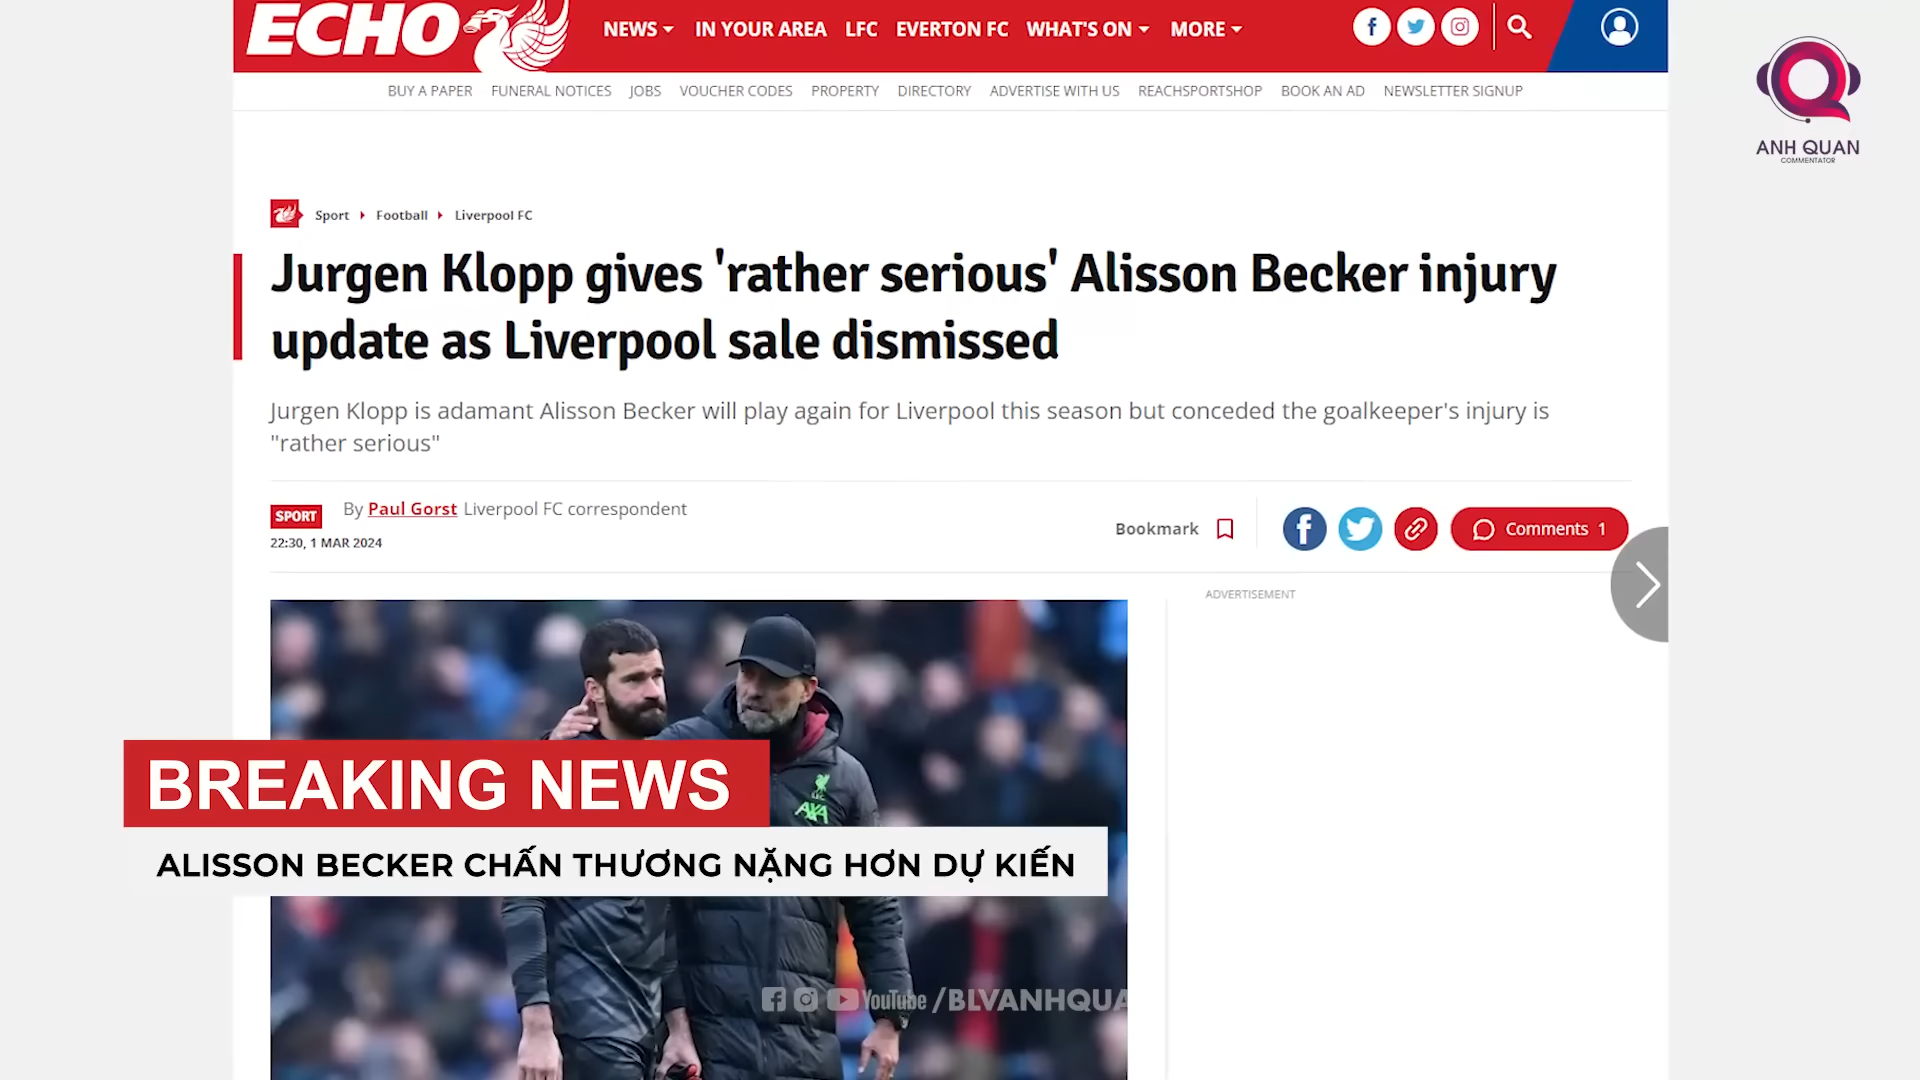 ECHO
NEWS IN YOUR AREA LFC EVERTON FC WHAT'S ON MORE
BUY A PAPER FUNERAL NOTICES JOBS VOUCHER CODES PROPERTY DIRECTORY ADVERTISE WITH US REACHSPORTSHOP BOOK AN AD NEWSLETTER SIGNUP
ANH QUAN
COMMENTATOR
Sport Football Liverpool FC
Jurgen Klopp gives 'rather serious' Alisson Becker injury
update as Liverpool sale dismissed
Jurgen Klopp is adamant Alisson Becker will play again for Liverpool this season but conceded the goalkeeper's injury is
"rather serious"
SPORT By Paul Gorst Liverpool FC correspondent
22:30, 1 MAR 2024
Bookmark
Comments 1
ADVERTISEMENT
AXA
BREAKING NEWS
ALISSON BECKER CHẤN THƯƠNG NẶNG HƠN DỰ KIẾN
YouTube /BLVANHQUA